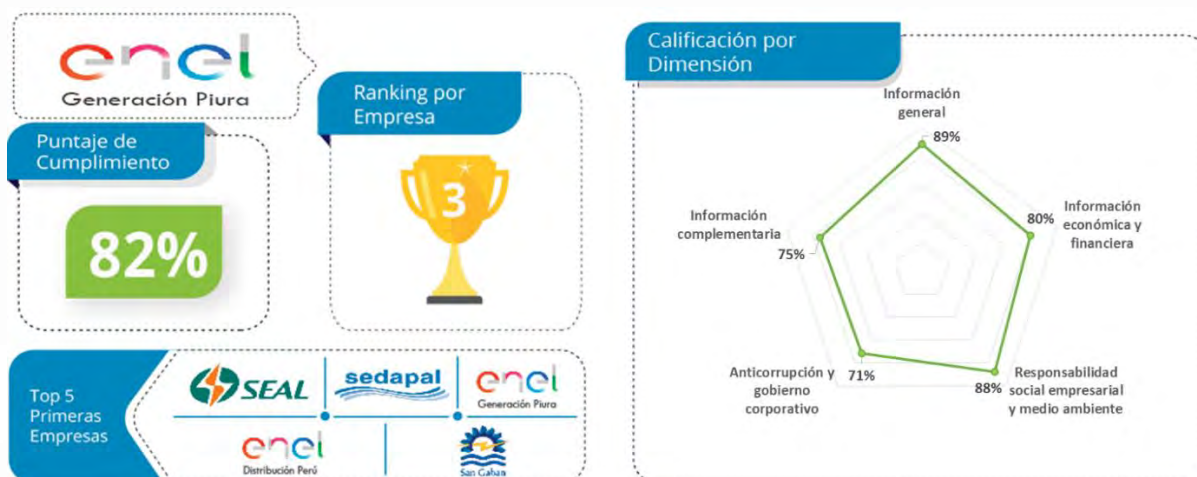 enel
Generación Piura
Puntaje de
Cumplimiento
82%
Ranking por
Empresa
3
Top 5
Primeras
Empresas
SEAL
sedapal
enel
Generación Piura
enel
Distribución Perú
San Gaban
Calificación por
Dimensión
Información
general
89%
Información
económica y
financiera
80%
Responsabilidad
social empresarial
y medio ambiente
88%
Anticorrupción y
gobierno
corporativo
71%
Información
complementaria
75%